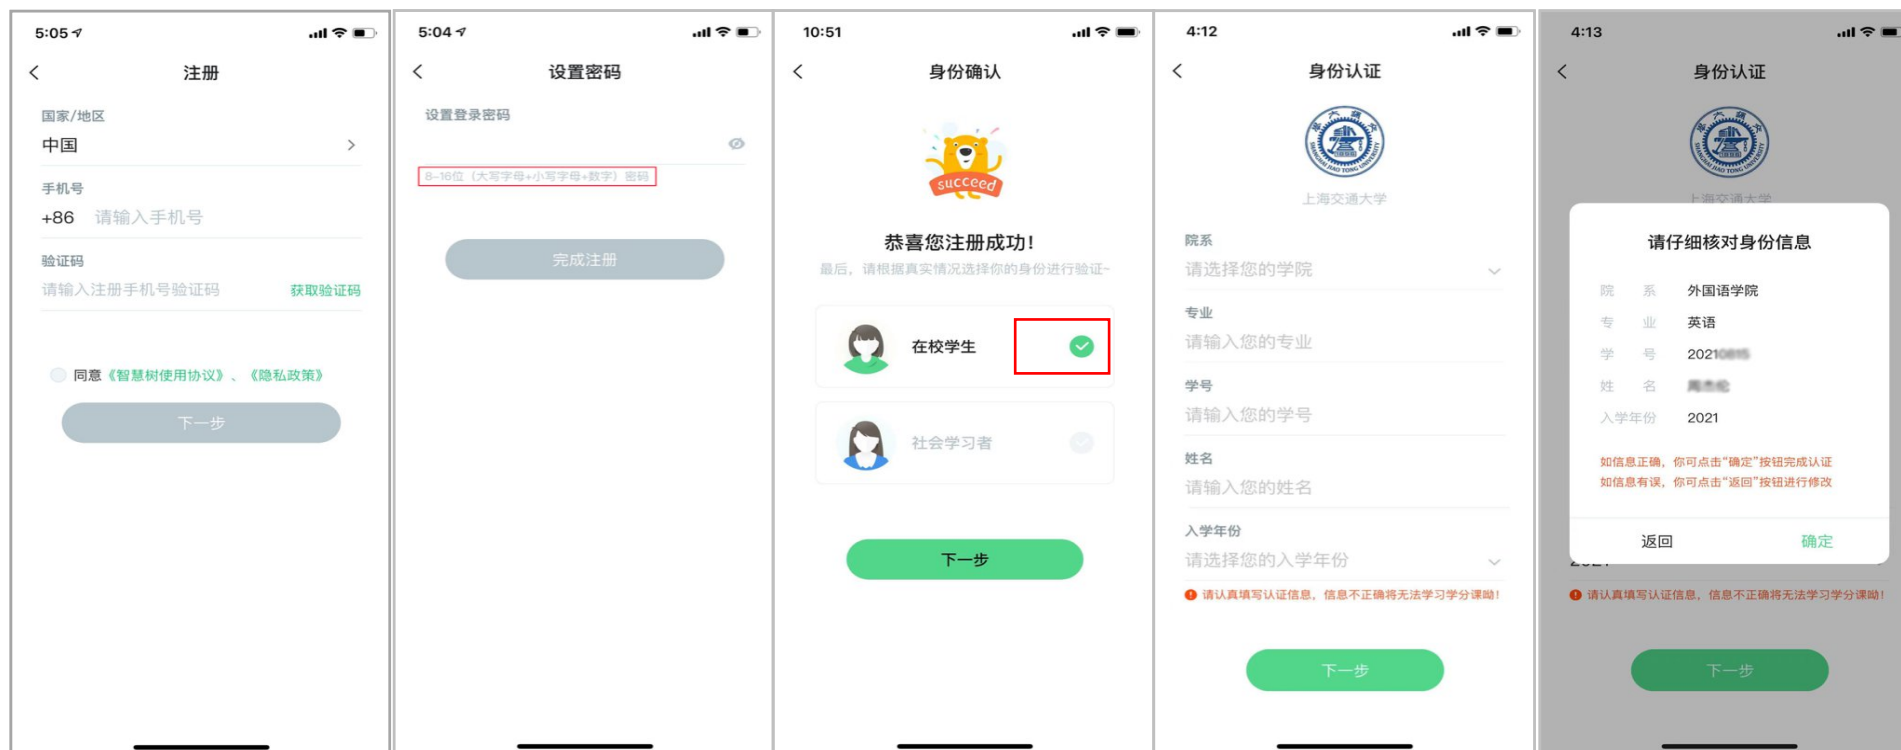 5:05
注册
国家/地区
中国
手机号
+86 请输入手机号
验证码
请输入注册手机号验证码 获取验证码
同意《智慧树使用协议》、《隐私政策》
下一步
5:04
设置密码
设置登录密码
8-16位（大写字母+小写字母+数字）密码
完成注册
10:51
身份确认
succeed
恭喜您注册成功!
最后，请根据真实情况选择你的身份进行验证~
在校学生
社会学习者
下一步
4:12
身份认证
SHANGHAI JIAO TONG UNIVERSITY
上海交通大学
院系
请选择您的学院
专业
请输入您的专业
学号
请输入您的学号
姓名
请输入您的姓名
入学年份
请选择您的入学年份
请认真填写认证信息，信息不正确将无法学习学分课呦!
下一步
4:13
身份认证
上海交通大学
请仔细核对身份信息
院 系 外国语学院
专 业 英语
学 号 2021
姓 名
入学年份 2021
如信息正确，你可点击“确定”按钮完成认证
如信息有误，你可点击“返回”按钮进行修改
返回 确定
2021
请认真填写认证信息，信息不正确将无法学习学分课呦!
下一步